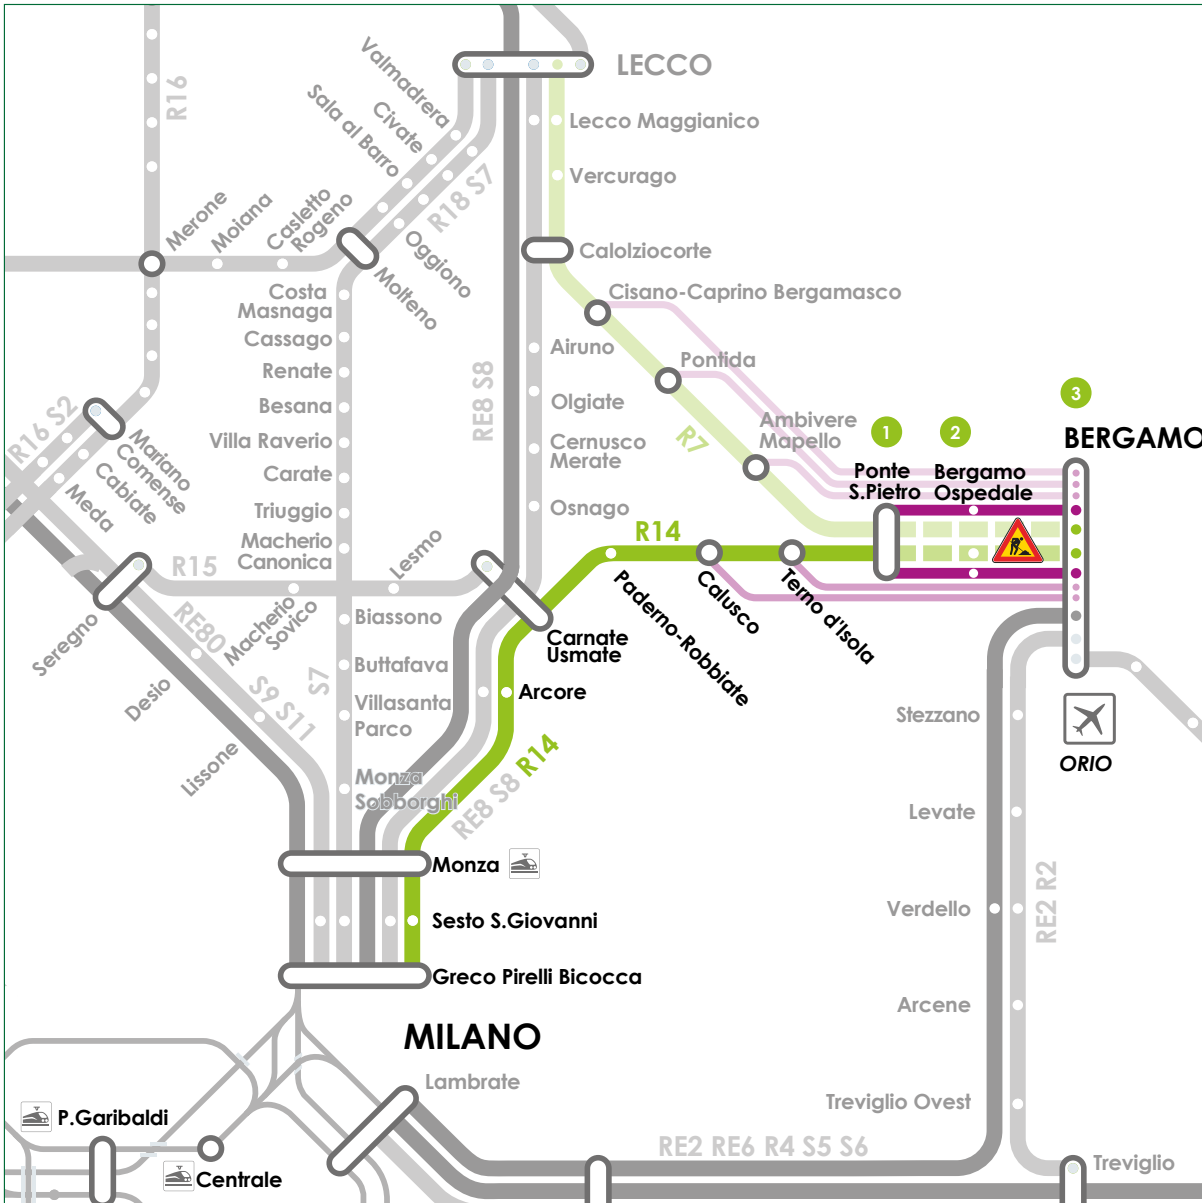 R16
Valmadrera
Civate
Sala al Barro
LECCO
Lecco Maggianico
Vercurago
R18 S7
Merone
Moiana
Casletto
Rogeno
Oggiono
Molteno
Calolziocorte
Cisano-Caprino Bergamasco
Costa
Masnaga
Cassago
Renate
Besana
Villa Raverio
Carate
Triuggio
Macherio
Canonica
RE8 S8
Airuno
Olgiate
Cernusco
Merate
Osnago
Pontida
Ambivere
Mapello
R7
1
2
3
BERGAMO
Ponte
S.Pietro
Bergamo
Ospedale
R16 S2
Mariano
Comense
Cabiate
Meda
R14
Paderno-Robbiate
Calusco
Terno d'Isola
R15
Lesmo
Macherio
Sovico
Seregno
RE80
S9 S11
Desio
Lissone
S7
Biassono
Buttafava
Villasanta
Parco
Monza
Sobborghi
Carnate
Usmate
Arcore
RE8 S8 R14
Monza
Sesto S.Giovanni
Greco Pirelli Bicocca
MILANO
Lambrate
P.Garibaldi
Centrale
ORIO
Stezzano
Levate
Verdello
RE2 R2
Arcene
Treviglio Ovest
RE2 RE6 R4 S5 S6
Treviglio